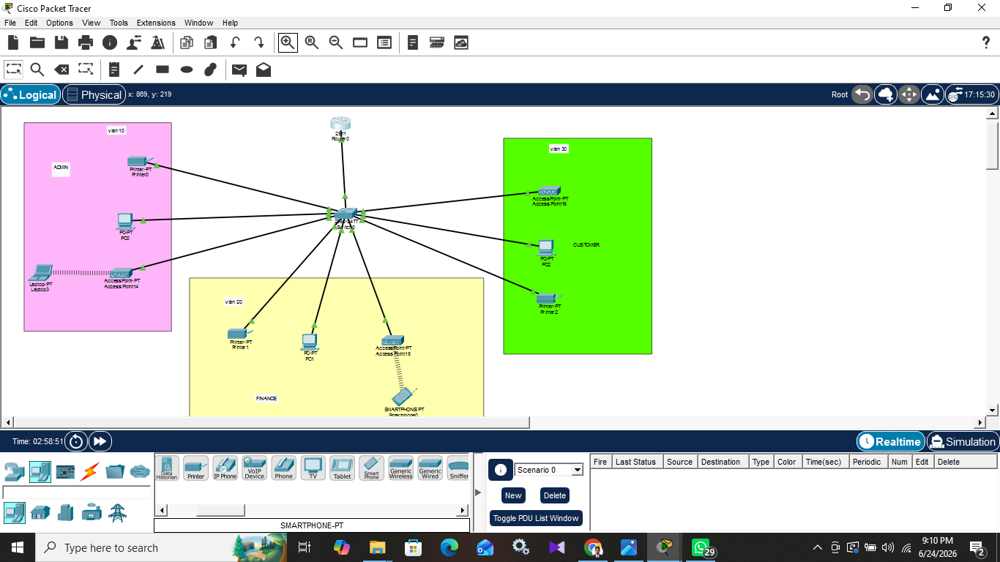 Cisco Packet Tracer
File Edit Options View Tools Extensions Window Help
Logical Physical x: 869, y: 219 Root 17:15:30
vlan 10
ADMIN
Printer-PT
Printer0
PC-PT
PC0
Laptop-PT
Laptop3
AccessPoint-PT
Access Point14
2911
Router0
2960-24TT
Switch0
vlan 30
AccessPoint-PT
Access Point16
PC-PT
PC2
CUSTOMER
Printer-PT
Printer2
vlan 20
Printer-PT
Printer1
PC-PT
PC1
AccessPoint-PT
Access Point15
FINANCE
SMARTPHONE-PT
Smartphone0
Time: 02:58:51 Realtime Simulation
Data Historian
Printer
IP Phone
VoIP Device
Phone
TV
Tablet
Smart Phone
Generic Wireless
Generic Wired
Sniffer
SMARTPHONE-PT
Scenario 0
New Delete
Toggle PDU List Window
Fire Last Status Source Destination Type Color Time(sec) Periodic Num Edit Delete
Type here to search
29
9:10 PM
6/24/2026
2